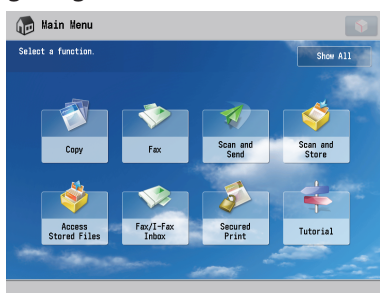 Main Menu
Select a function.
Show All
Copy
Fax
Scan and
Send
Scan and
Store
Access
Stored Files
Fax/I-Fax
Inbox
Secured
Print
Tutorial